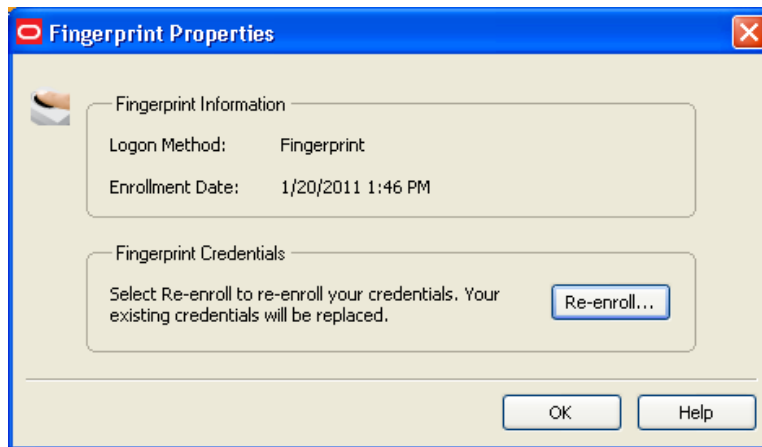 Fingerprint Properties
Fingerprint Information
Logon Method: Fingerprint
Enrollment Date: 1/20/2011 1:46 PM
Fingerprint Credentials
Select Re-enroll to re-enroll your credentials. Your
existing credentials will be replaced.
Re-enroll...
OK Help